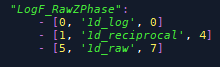 "LogF_RawZPhase":
- [0, '1d_log', 0]
- [1, '1d_reciprocal', 4]
- [5, '1d_raw', 7]